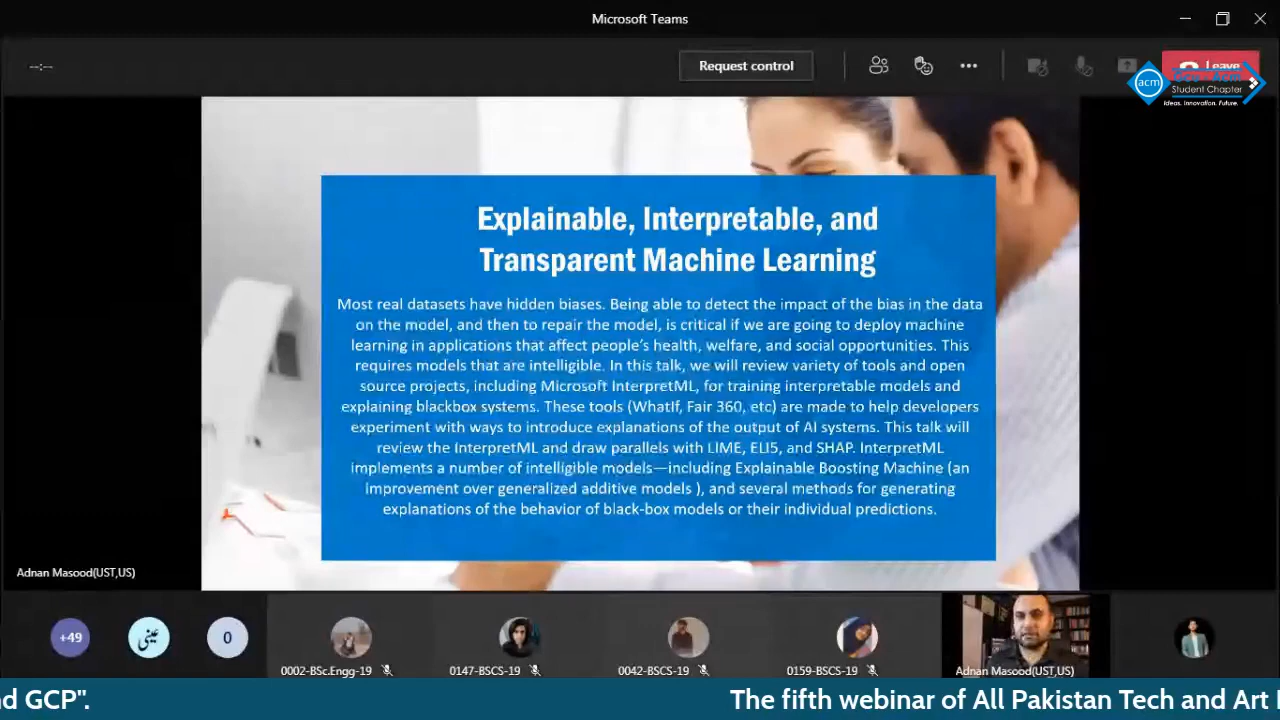 Microsoft Teams
--:--
Request control
Leave
acm
Gcv - Acm
Student Chapter
Ideas. Innovation. Future.
Explainable, Interpretable, and
Transparent Machine Learning
Most real datasets have hidden biases. Being able to detect the impact of the bias in the data
on the model, and then to repair the model, is critical if we are going to deploy machine
learning in applications that affect people's health, welfare, and social opportunities. This
requires models that are intelligible. In this talk, we will review variety of tools and open
source projects, including Microsoft InterpretML, for training interpretable models and
explaining blackbox systems. These tools (WhatIf, Fair 360, etc) are made to help developers
experiment with ways to introduce explanations of the output of AI systems. This talk will
review the InterpretML and draw parallels with LIME, ELI5, and SHAP. InterpretML
implements a number of intelligible models—including Explainable Boosting Machine (an
improvement over generalized additive models ), and several methods for generating
explanations of the behavior of black-box models or their individual predictions.
Adnan Masood(UST,US)
+49
عینی
0
0002-BSc.Engg-19
0147-BSCS-19
0042-BSCS-19
0159-BSCS-19
Adnan Masood(UST,US)
nd GCP".
The fifth webinar of All Pakistan Tech and Art